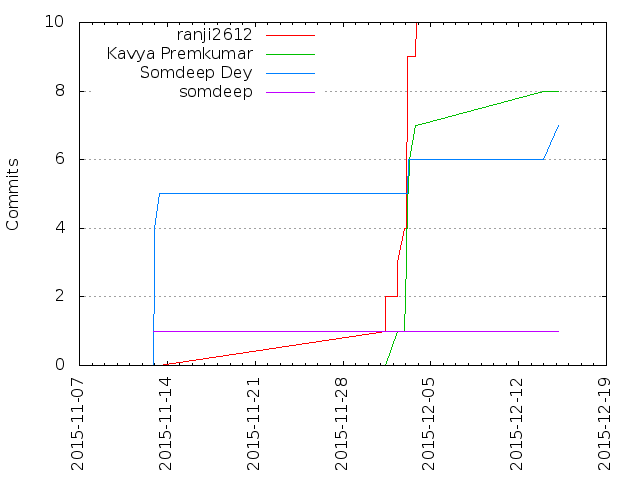 10
8
6
4
2
0
Commits
ranji2612
Kavya Premkumar
Somdeep Dey
somdeep
2015-11-07
2015-11-14
2015-11-21
2015-11-28
2015-12-05
2015-12-12
2015-12-19